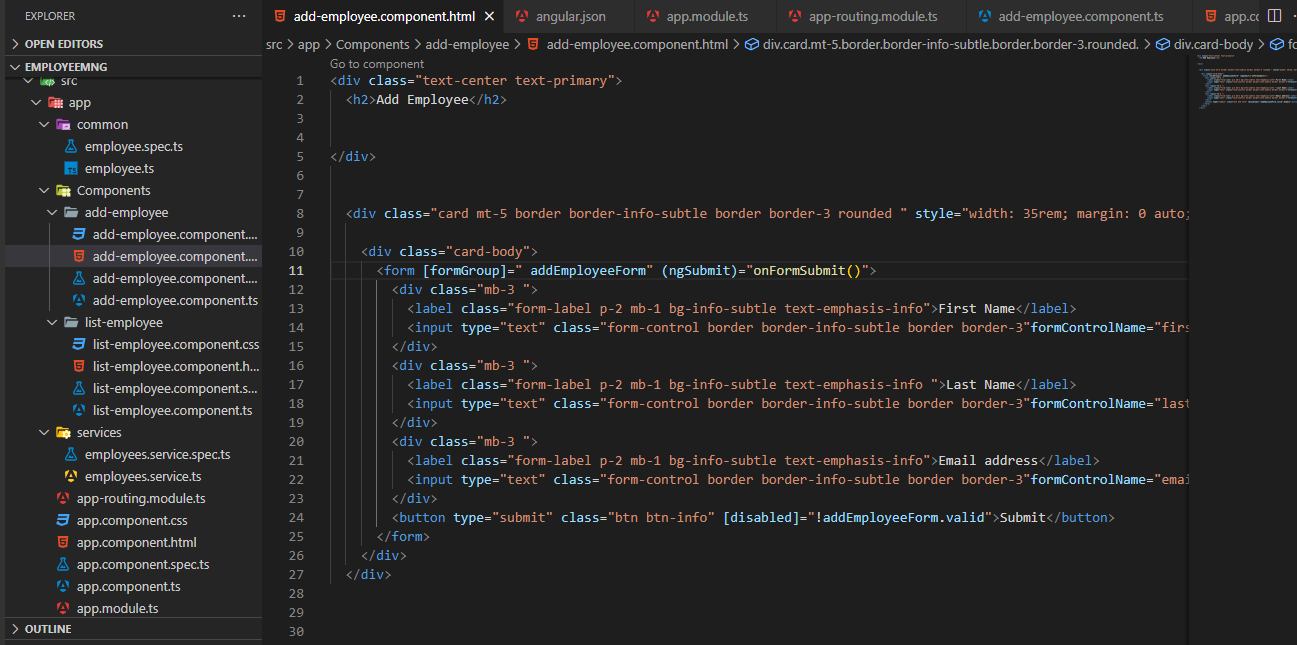 EXPLORER
···
OPEN EDITORS
EMPLOYEEMNG
src
app
common
employee.spec.ts
employee.ts
Components
add-employee
add-employee.component....
add-employee.component....
add-employee.component....
add-employee.component.ts
list-employee
list-employee.component.css
list-employee.component.h...
list-employee.component.s...
list-employee.component.ts
services
employees.service.spec.ts
employees.service.ts
app-routing.module.ts
app.component.css
app.component.html
app.component.spec.ts
app.component.ts
app.module.ts
OUTLINE
add-employee.component.html
angular.json
app.module.ts
app-routing.module.ts
add-employee.component.ts
app.co
src > app > Components > add-employee > add-employee.component.html > div.card.mt-5.border.border-info-subtle.border.border-3.rounded. > div.card-body > fo
Go to component
1 <div class="text-center text-primary">
2 <h2>Add Employee</h2>
3
4
5 </div>
6
7
8 <div class="card mt-5 border border-info-subtle border border-3 rounded " style="width: 35rem; margin: 0 auto;
9
10 <div class="card-body">
11 <form [formGroup]=" addEmployeeForm" (ngSubmit)="onFormSubmit()">
12 <div class="mb-3 ">
13 <label class="form-label p-2 mb-1 bg-info-subtle text-emphasis-info">First Name</label>
14 <input type="text" class="form-control border border-info-subtle border border-3"formControlName="firs
15 </div>
16 <div class="mb-3 ">
17 <label class="form-label p-2 mb-1 bg-info-subtle text-emphasis-info ">Last Name</label>
18 <input type="text" class="form-control border border-info-subtle border border-3"formControlName="last
19 </div>
20 <div class="mb-3 ">
21 <label class="form-label p-2 mb-1 bg-info-subtle text-emphasis-info">Email address</label>
22 <input type="text" class="form-control border border-info-subtle border border-3"formControlName="emai
23 </div>
24 <button type="submit" class="btn btn-info" [disabled]="!addEmployeeForm.valid">Submit</button>
25 </form>
26 </div>
27 </div>
28
29
30